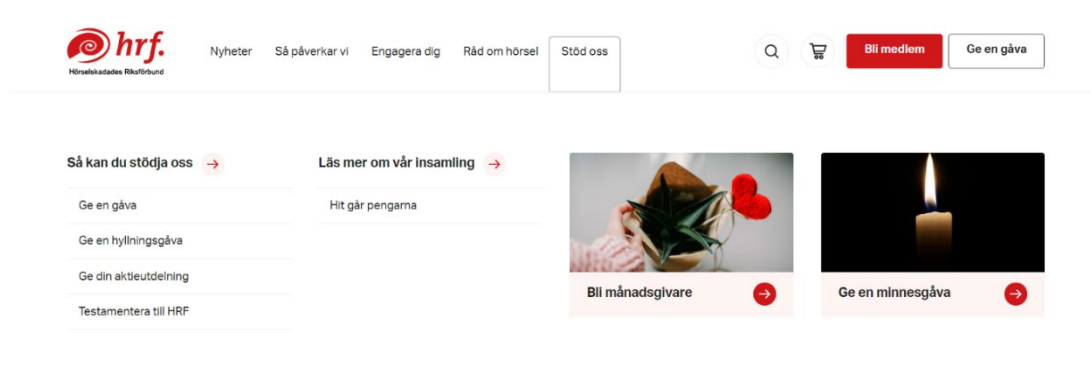 hrf.
Hörselskadades Riksförbund
Nyheter
Så påverkar vi
Engagera dig
Råd om hörsel
Stöd oss
Bli medlem
Ge en gåva
Så kan du stödja oss
Ge en gåva
Ge en hyllningsgåva
Ge din aktieutdelning
Testamentera till HRF
Läs mer om vår insamling
Hit går pengarna
Bli månadsgivare
Ge en minnesgåva